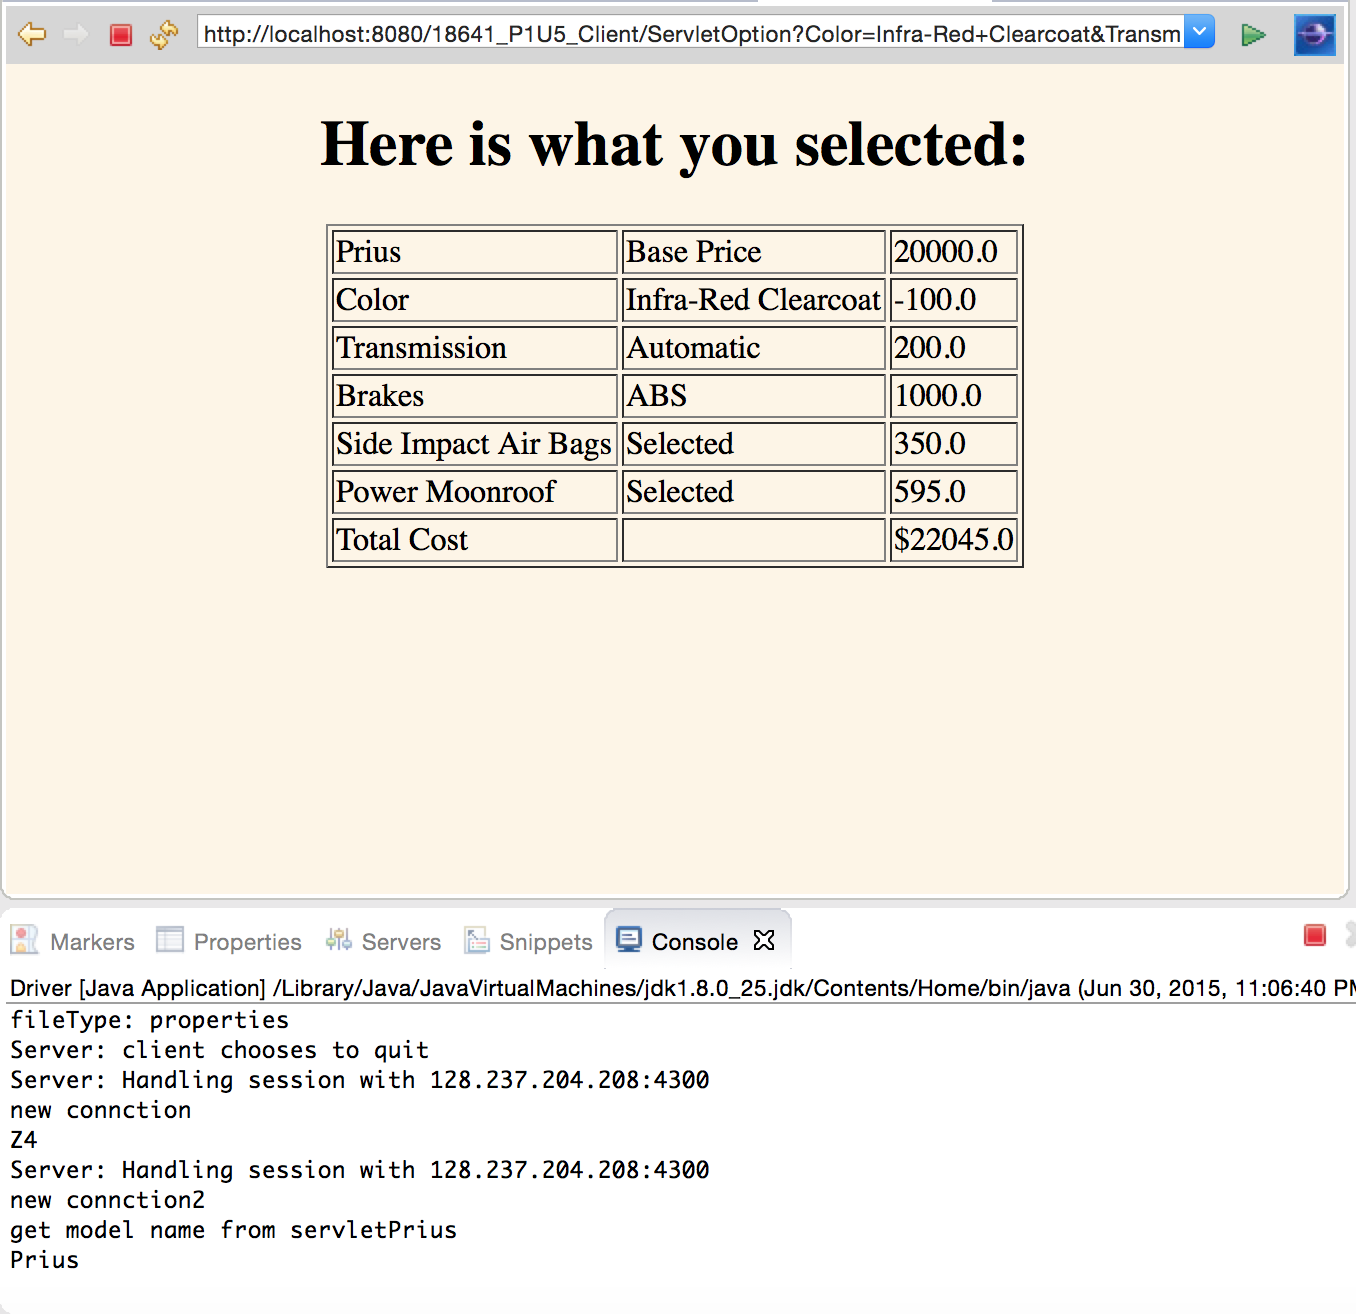 http://localhost:8080/18641_P1U5_Client/ServletOption?Color=Infra-Red+Clearcoat&Transm
Here is what you selected:
Prius Base Price 20000.0
Color Infra-Red Clearcoat -100.0
Transmission Automatic 200.0
Brakes ABS 1000.0
Side Impact Air Bags Selected 350.0
Power Moonroof Selected 595.0
Total Cost $22045.0
Markers Properties Servers Snippets Console
Driver [Java Application] /Library/Java/JavaVirtualMachines/jdk1.8.0_25.jdk/Contents/Home/bin/java (Jun 30, 2015, 11:06:40 PM
fileType: properties
Server: client chooses to quit
Server: Handling session with 128.237.204.208:4300
new connction
Z4
Server: Handling session with 128.237.204.208:4300
new connction2
get model name from servletPrius
Prius